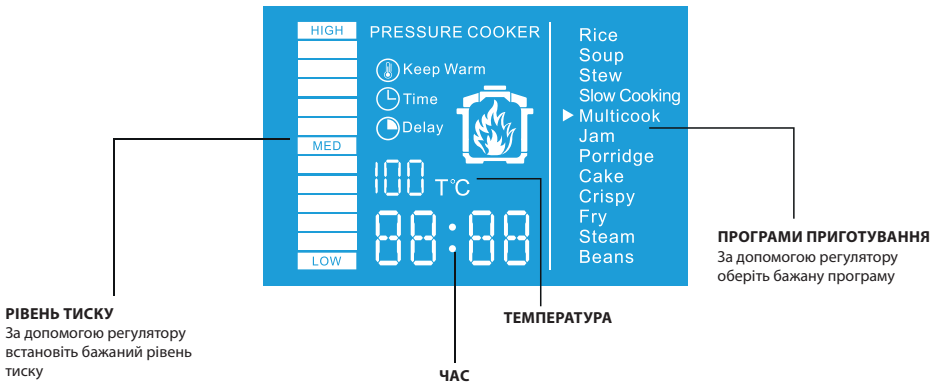 HIGH
MED
LOW
PRESSURE COOKER
Keep Warm
Time
Delay
100 T°C
88:88
Rice
Soup
Stew
Slow Cooking
Multicook
Jam
Porridge
Cake
Crispy
Fry
Steam
Beans
РІВЕНЬ ТИСКУ
За допомогою регулятору
встановіть бажаний рівень
тиску
ЧАС
ТЕМПЕРАТУРА
ПРОГРАМИ ПРИГОТУВАННЯ
За допомогою регулятору
оберіть бажану програму